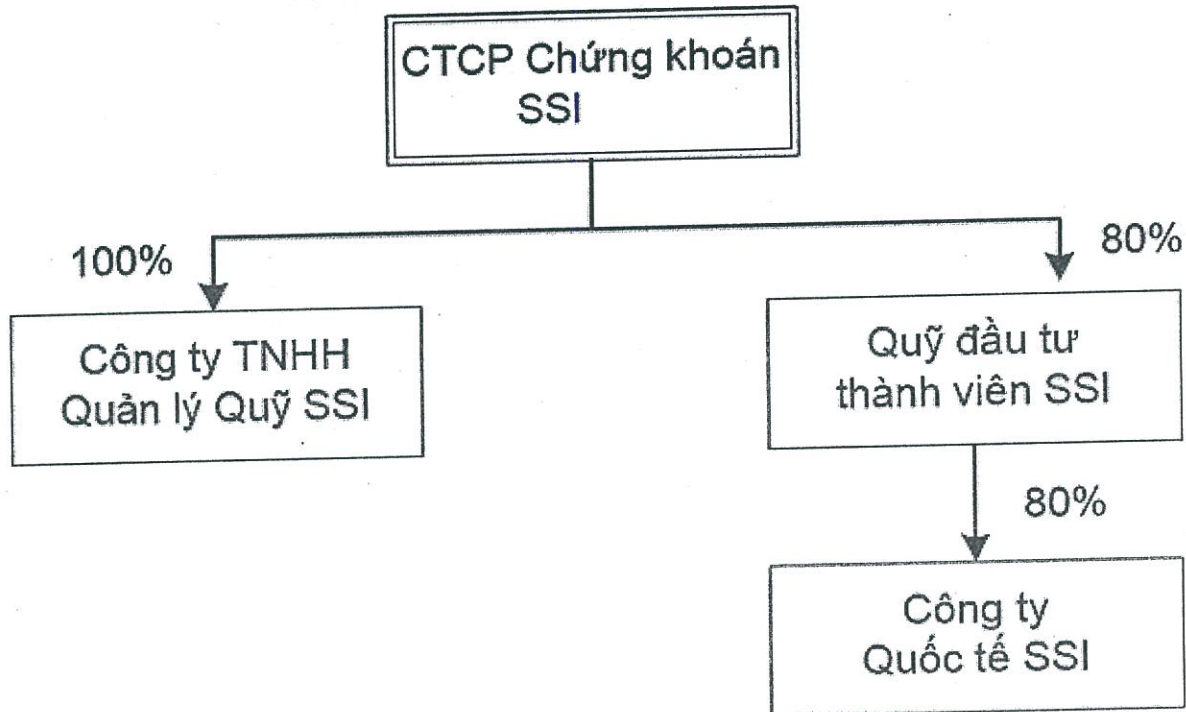 CTCP Chứng khoán
SSI
100%
80%
Công ty TNHH
Quản lý Quỹ SSI
Quỹ đầu tư
thành viên SSI
80%
Công ty
Quốc tế SSI